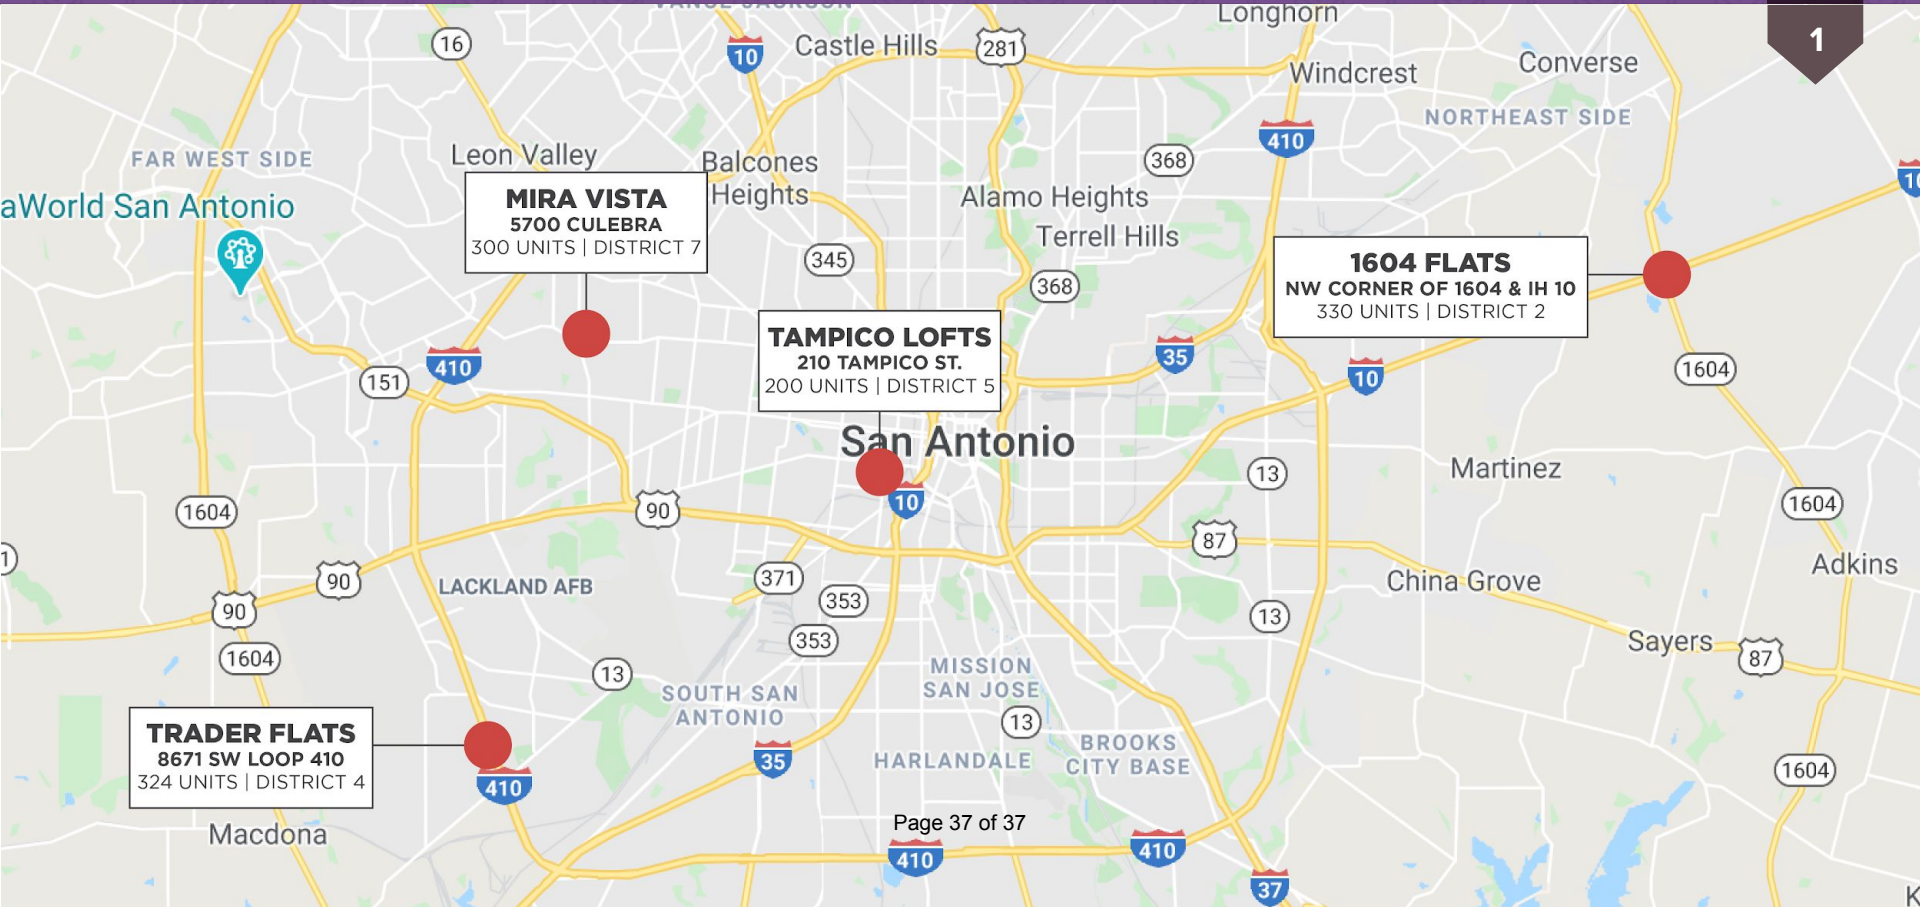 VANCE JACKSON
Longhorn
1
16
10
Castle Hills
281
Windcrest
Converse
NORTHEAST SIDE
410
FAR WEST SIDE
Leon Valley
Balcones
Heights
368
10
aWorld San Antonio
MIRA VISTA
5700 CULEBRA
300 UNITS | DISTRICT 7
Alamo Heights
Terrell Hills
345
368
1604 FLATS
NW CORNER OF 1604 & IH 10
330 UNITS | DISTRICT 2
TAMPICO LOFTS
210 TAMPICO ST.
200 UNITS | DISTRICT 5
410
151
35
10
1604
San Antonio
13
Martinez
1604
90
10
1604
87
1
371
China Grove
Adkins
90
LACKLAND AFB
353
90
13
353
Sayers
87
1604
13
MISSION
SAN JOSE
SOUTH SAN
ANTONIO
13
TRADER FLATS
8671 SW LOOP 410
324 UNITS | DISTRICT 4
410
35
HARLANDALE
BROOKS
CITY BASE
1604
Macdona
Page 37 of 37
410
410
37
K